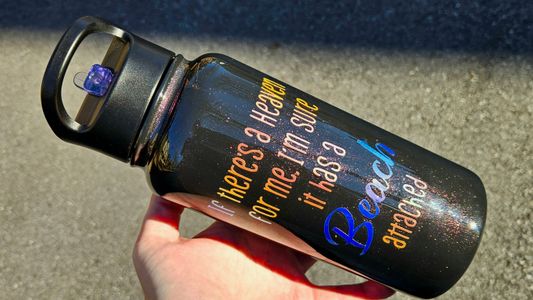 If there's a Heaven
for me, I'm sure
it has a
Beach
attached